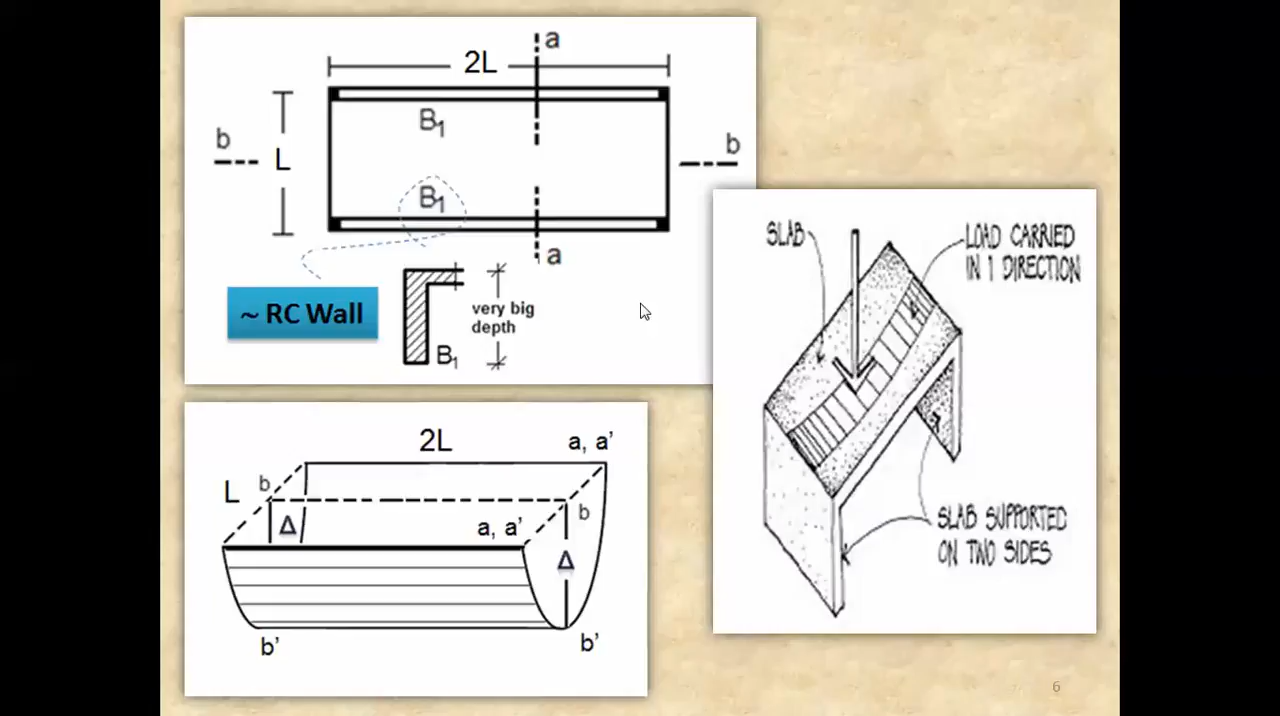 a
2L
b
L
B1
b
B1
a
~ RC Wall
very big
depth
B1
SLAB
LOAD CARRIED
IN 1 DIRECTION
SLAB SUPPORTED
ON TWO SIDES
2L
a, a’
L
b
Δ
a, a’
b
Δ
b’
b’
6